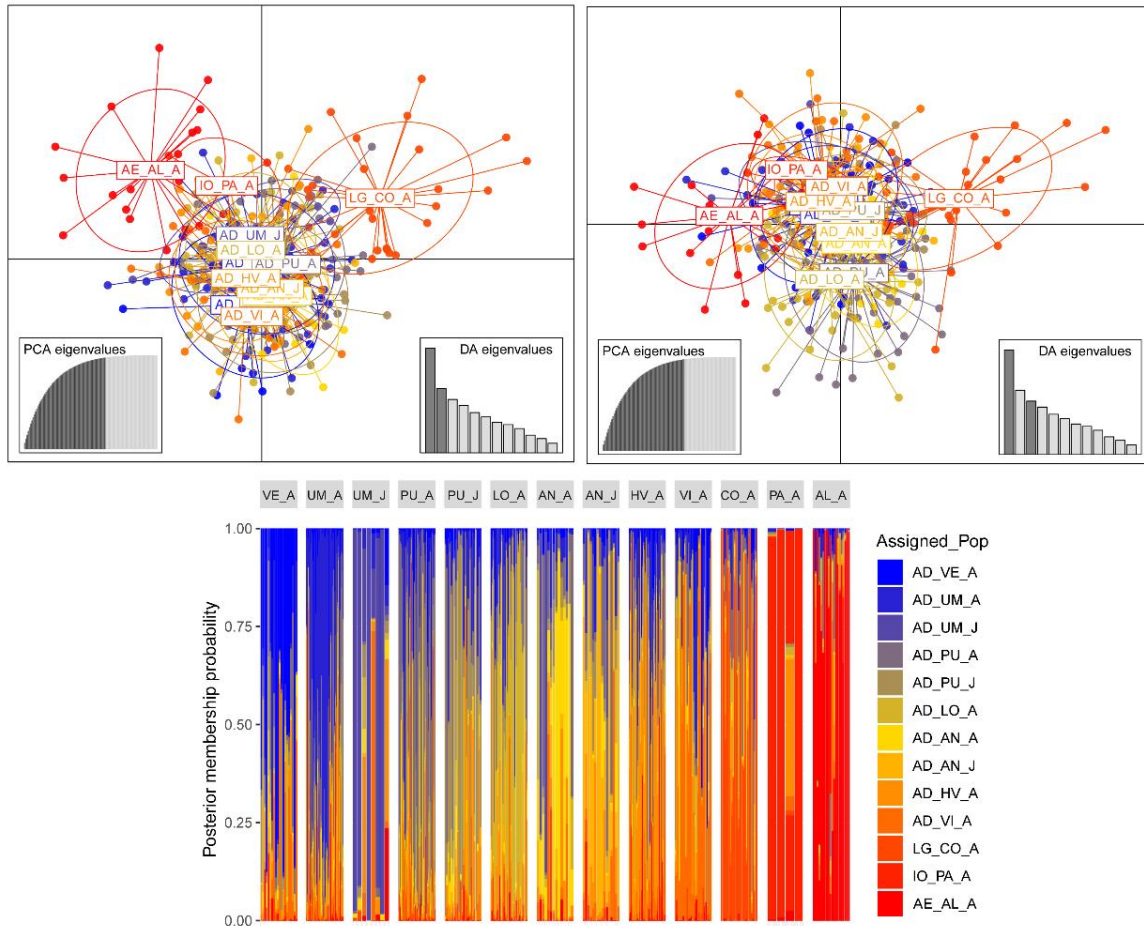 AE_AL_A
IO_PA_A
LG_CO_A
AD_UM_J
AD_LO_A
AD_PU_A
AD_HV_A
AD_AN_J
AD_VI_A
PCA eigenvalues
DA eigenvalues
IO_PA_A
AD_VI_A
LG_CO_A
AD_HV_A
AD_PU_J
AE_AL_A
AD_AN_J
AD_AN_A
AD_PU_A
AD_LO_A
PCA eigenvalues
DA eigenvalues
VE_A UM_A UM_J PU_A PU_J LO_A AN_A AN_J HV_A VI_A CO_A PA_A AL_A
1.00
0.75
0.50
0.25
0.00
Posterior membership probability
Assigned_Pop
AD_VE_A
AD_UM_A
AD_UM_J
AD_PU_A
AD_PU_J
AD_LO_A
AD_AN_A
AD_AN_J
AD_HV_A
AD_VI_A
LG_CO_A
IO_PA_A
AE_AL_A